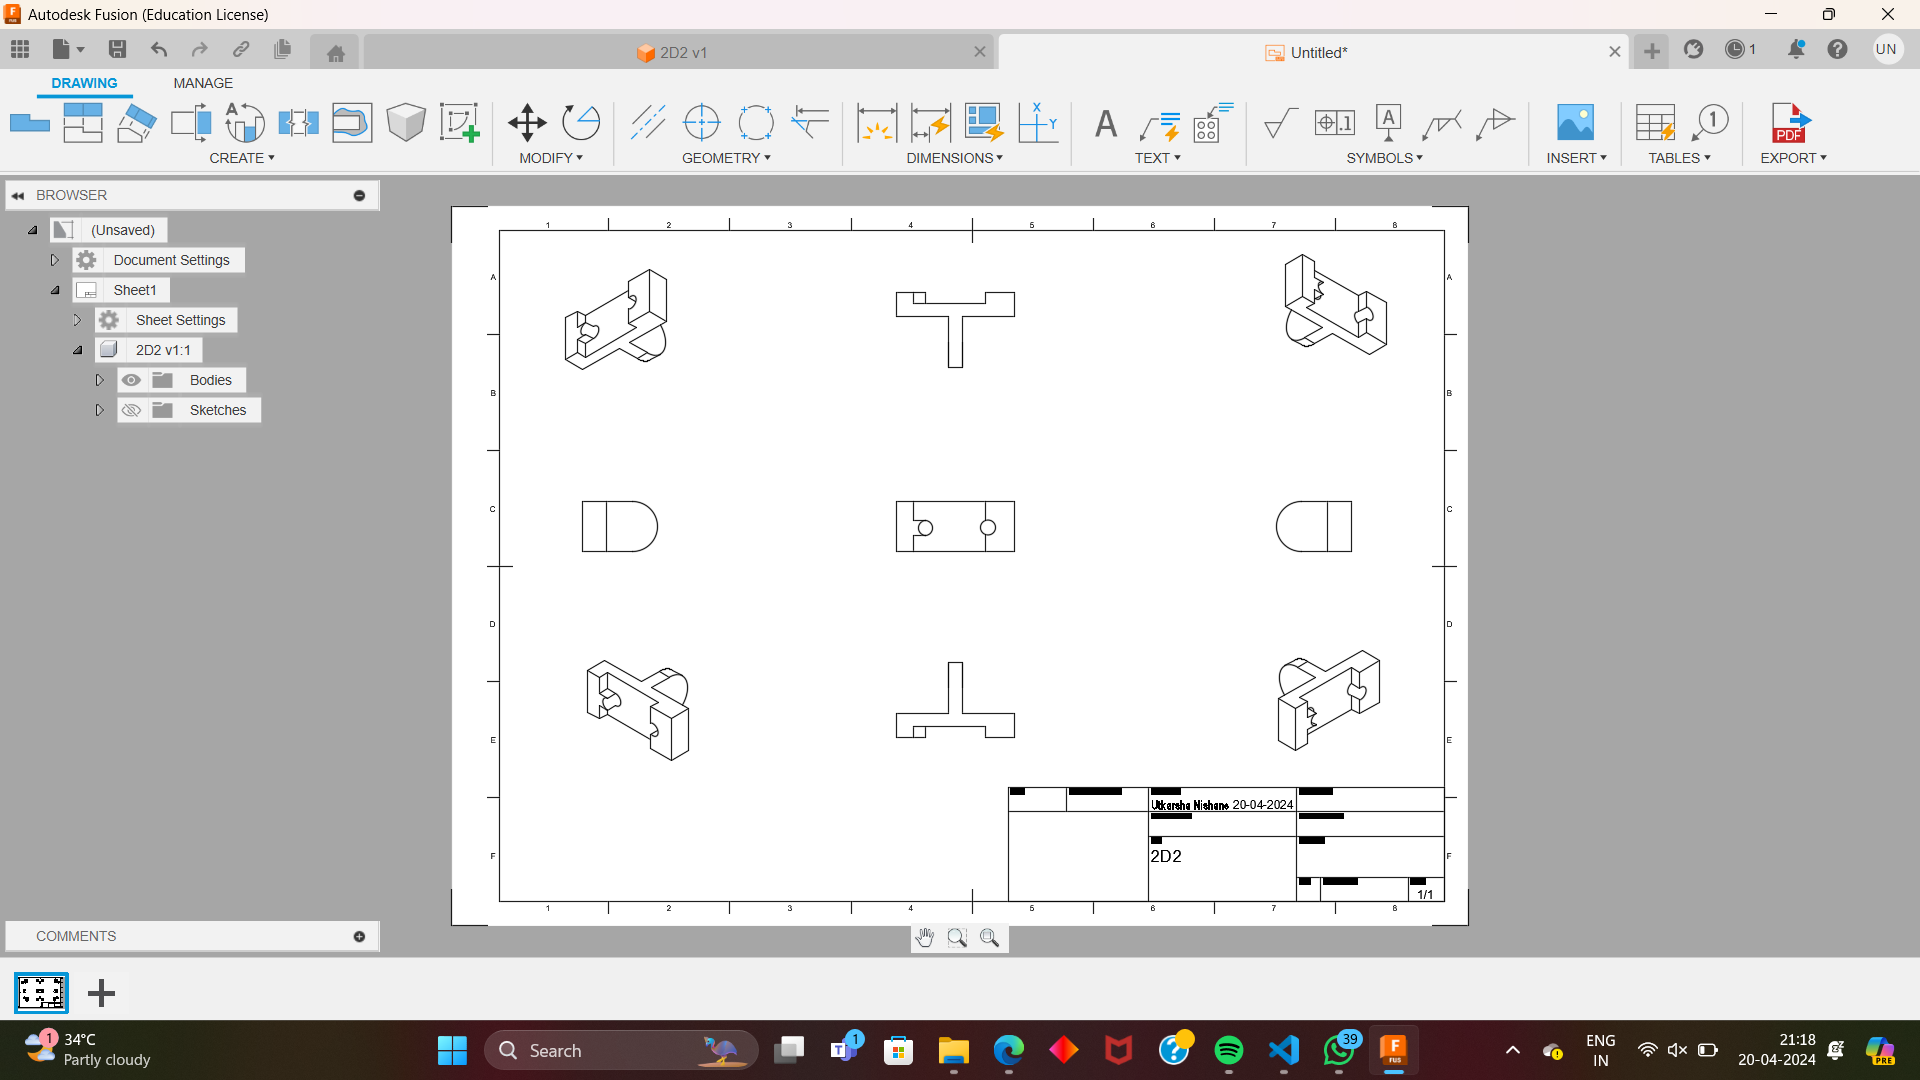 Autodesk Fusion (Education License)
2D2 v1
Untitled*
1
UN
DRAWING
MANAGE
CREATE
MODIFY
GEOMETRY
DIMENSIONS
TEXT
SYMBOLS
INSERT
TABLES
EXPORT
BROWSER
(Unsaved)
Document Settings
Sheet1
Sheet Settings
2D2 v1:1
Bodies
Sketches
1 2 3 4 5 6 7 8
A A
B B
C C
D D
E E
F F
Utkarsha Nishane 20-04-2024
2D2
1/1
1 2 3 4 5 6 7 8
COMMENTS
1
34°C
Partly cloudy
Search
1
39
ENG
IN
21:18
20-04-2024
PRE